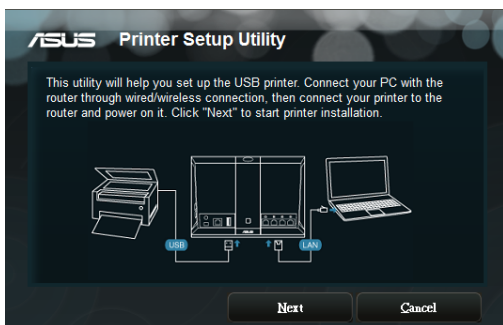 ASUS Printer Setup Utility
This utility will help you set up the USB printer. Connect your PC with the
router through wired/wireless connection, then connect your printer to the
router and power on it. Click "Next" to start printer installation.
USB
LAN
Next
Cancel